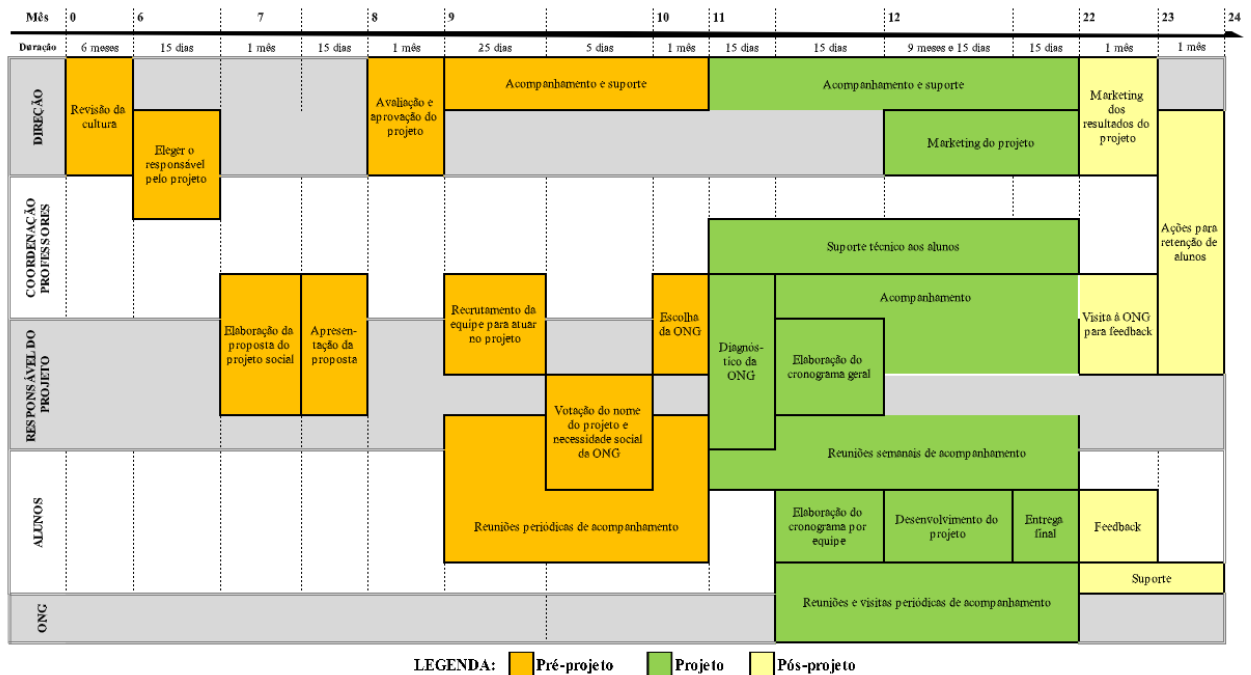 Mês 0 6 7 8 9 10 11 12 22 23 24
Duração 6 meses 15 dias 1 mês 15 dias 1 mês 25 dias 5 dias 1 mês 15 dias 15 dias 9 meses e 15 dias 15 dias 1 mês 1 mês
DIREÇÃO
Revisão da
cultura
Eleger o
responsável
pelo projeto
Avaliação e
aprovação do
projeto
Acompanhamento e suporte
Acompanhamento e suporte
Marketing do projeto
Marketing
dos
resultados do
projeto
COORDENAÇÃO
PROFESSORES
Suporte técnico aos alunos
Ações para
retenção de
alunos
Elaboração da
proposta do
projeto social
Apresen-
tação da
proposta
Recrutamento da
equipe para atuar
no projeto
Escolha
da ONG
Diagnós-
tico da
ONG
Acompanhamento
Elaboração do
cronograma geral
Visita á ONG
para feedback
RESPONSÁVEL DO
PROJETO
Votação do nome
do projeto e
necessidade social
da ONG
Reuniões semanais de acompanhamento
ALUNOS
Reuniões periódicas de acompanhamento
Elaboração do
cronograma por
equipe
Desenvolvimento do
projeto
Entrega
final
Feedback
Suporte
ONG
Reuniões e visitas periódicas de acompanhamento
LEGENDA: Pré-projeto Projeto Pós-projeto